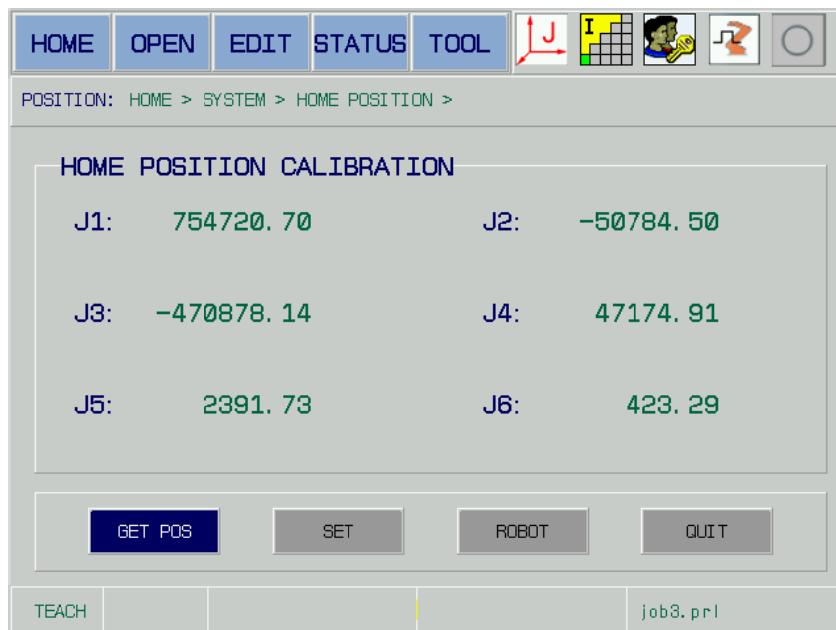 HOME OPEN EDIT STATUS TOOL J I
POSITION: HOME > SYSTEM > HOME POSITION >
HOME POSITION CALIBRATION
J1: 754720.70 J2: -50784.50
J3: -470878.14 J4: 47174.91
J5: 2391.73 J6: 423.29
GET POS SET ROBOT QUIT
TEACH job3.prl